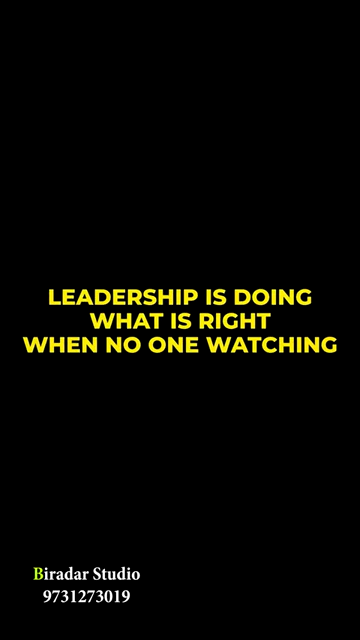 LEADERSHIP IS DOING
WHAT IS RIGHT
WHEN NO ONE WATCHING
Biradar Studio
9731273019